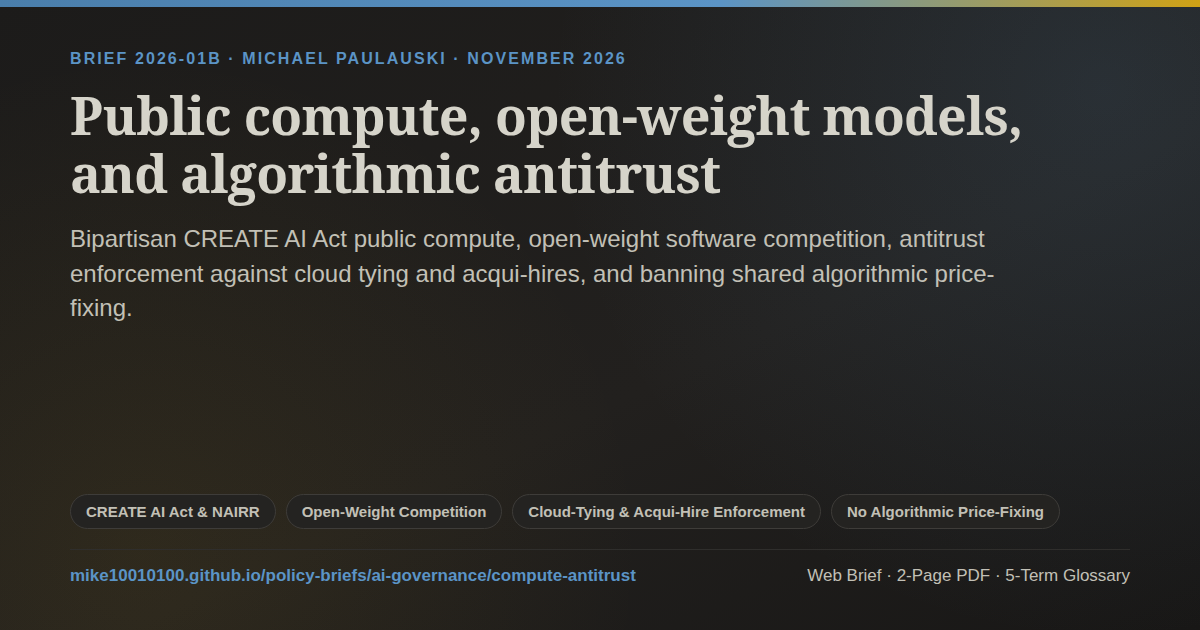 BRIEF 2026-01B · MICHAEL PAULAUSKI · NOVEMBER 2026
Public compute, open-weight models,
and algorithmic antitrust
Bipartisan CREATE AI Act public compute, open-weight software competition, antitrust
enforcement against cloud tying and acqui-hires, and banning shared algorithmic price-
fixing.
CREATE AI Act & NAIRR
Open-Weight Competition
Cloud-Tying & Acqui-Hire Enforcement
No Algorithmic Price-Fixing
mike10010100.github.io/policy-briefs/ai-governance/compute-antitrust
Web Brief · 2-Page PDF · 5-Term Glossary